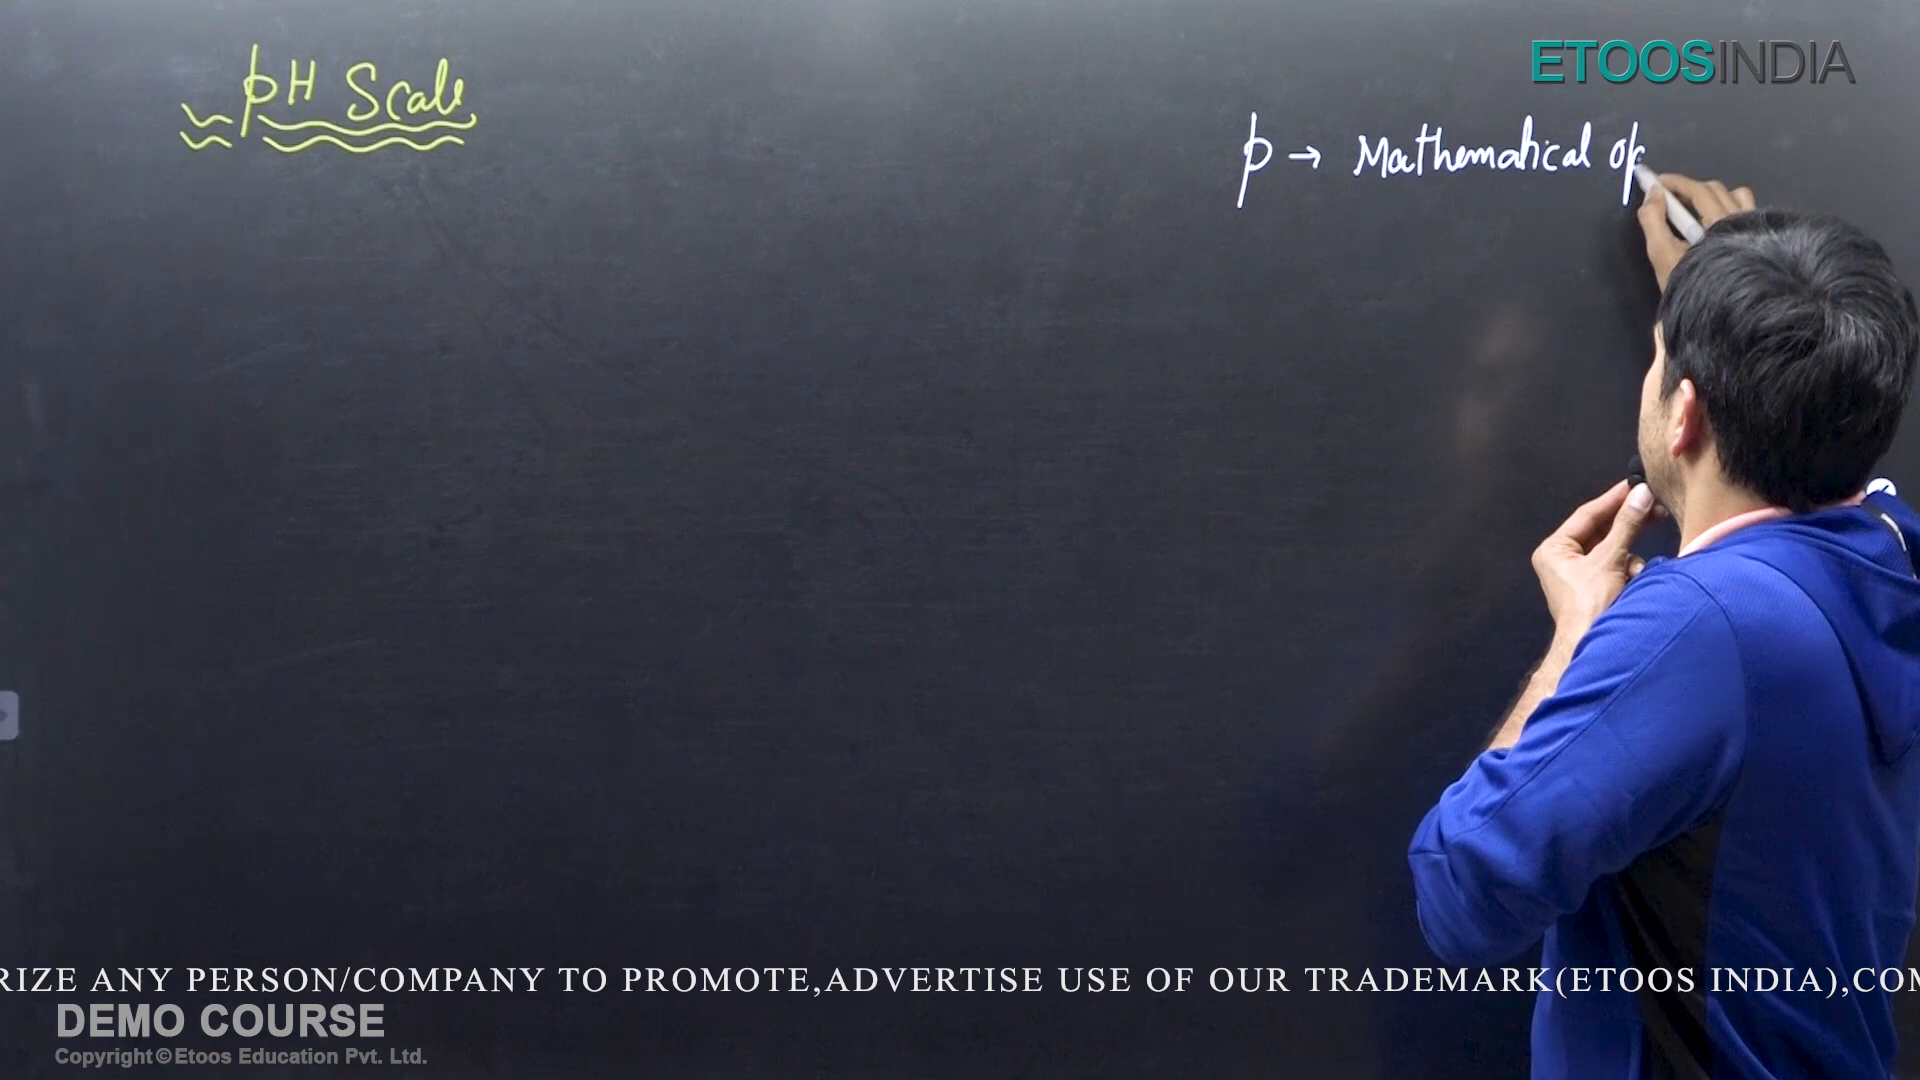 pH Scale
ETOOSINDIA
p → Mathematical op
RIZE ANY PERSON/COMPANY TO PROMOTE,ADVERTISE USE OF OUR TRADEMARK(ETOOS INDIA),COM
DEMO COURSE
Copyright©Etoos Education Pvt. Ltd.